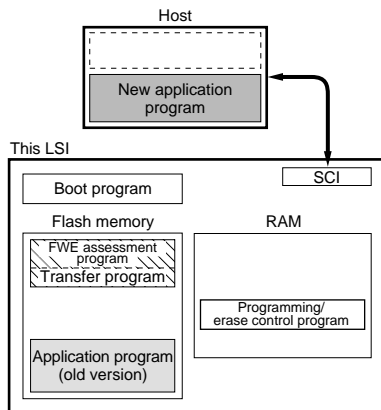 Host
New application
program
This LSI
SCI
Boot program
Flash memory
RAM
FWE assessment
program
Transfer program
Programming/
erase control program
Application program
(old version)